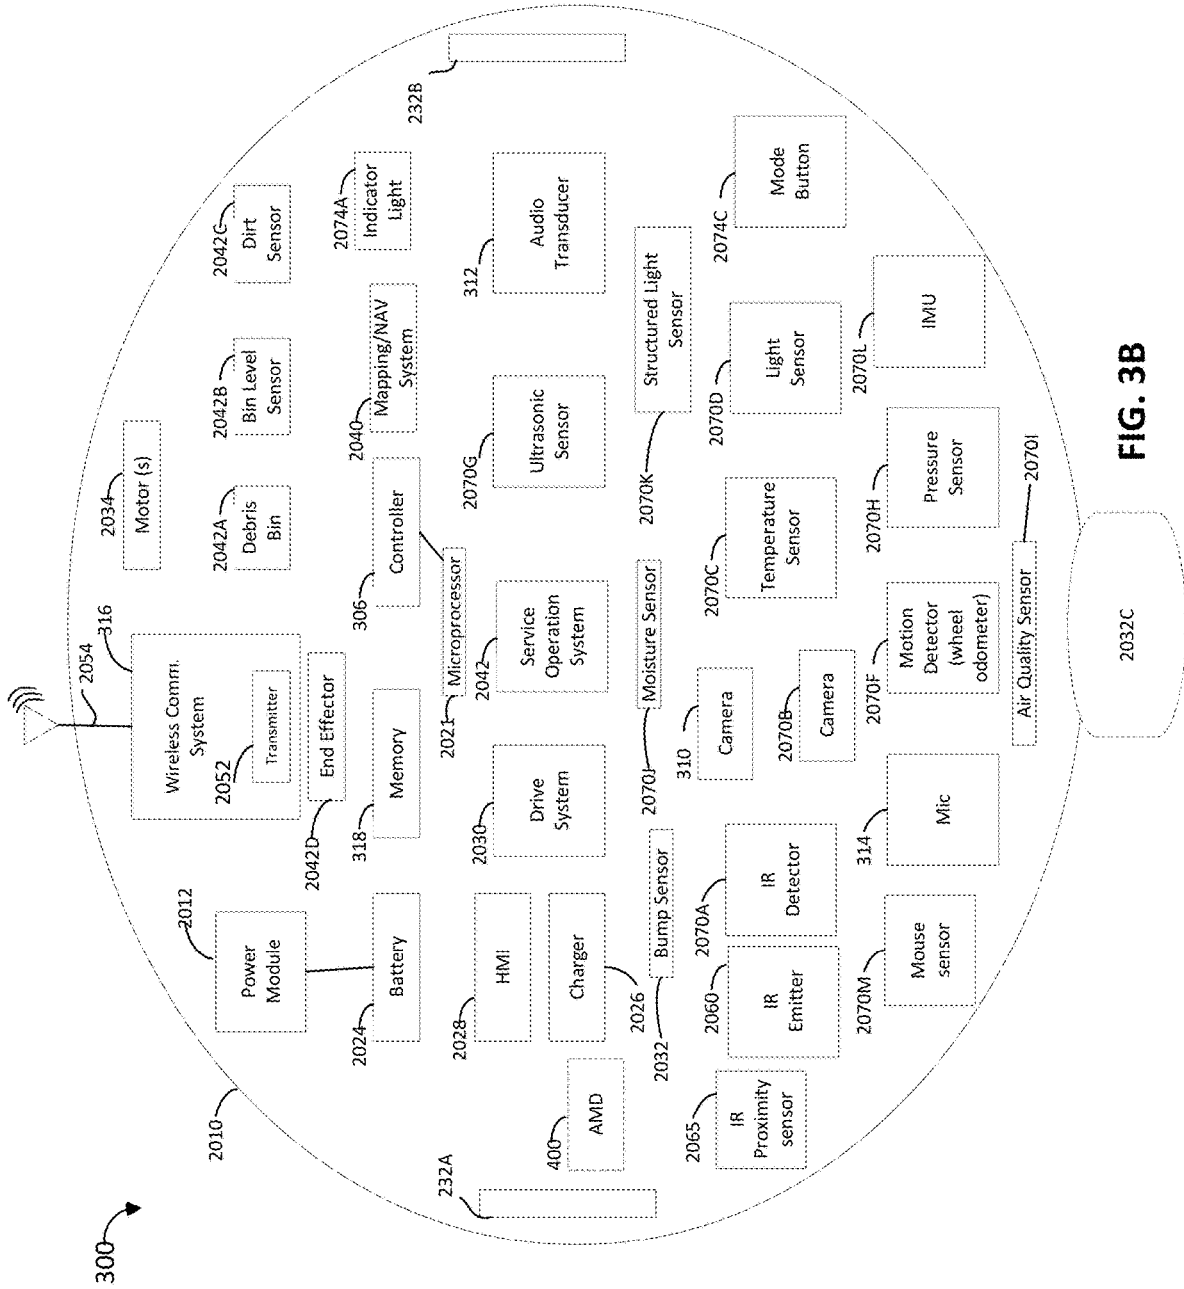 300
2010
2012
Power
Module
2024
Battery
316
2054
Wireless Comm.
System
2052
Transmitter
2034
Motor (s)
2042D
End Effector
2042A
Debris
Bin
2042B
Bin Level
Sensor
2042C
Dirt
Sensor
318
Memory
306
Controller
2040
Mapping/NAV
System
2074A
Indicator
Light
2021
Microprocessor
232A
232B
400
AMD
2028
HMI
Charger
2026
2030
Drive
System
2042
Service
Operation
System
2070G
Ultrasonic
Sensor
312
Audio
Transducer
2032
Bump Sensor
2070J
Moisture Sensor
2070K
Structured Light
Sensor
2065
IR
Proximity
sensor
2060
IR
Emitter
2070A
IR
Detector
310
Camera
2070B
Camera
2070C
Temperature
Sensor
2070D
Light
Sensor
2074C
Mode
Button
2070M
Mouse
sensor
314
Mic
2070F
Motion
Detector
(wheel
odometer)
2070H
Pressure
Sensor
2070L
IMU
Air Quality Sensor
2070I
2032C
FIG. 3B